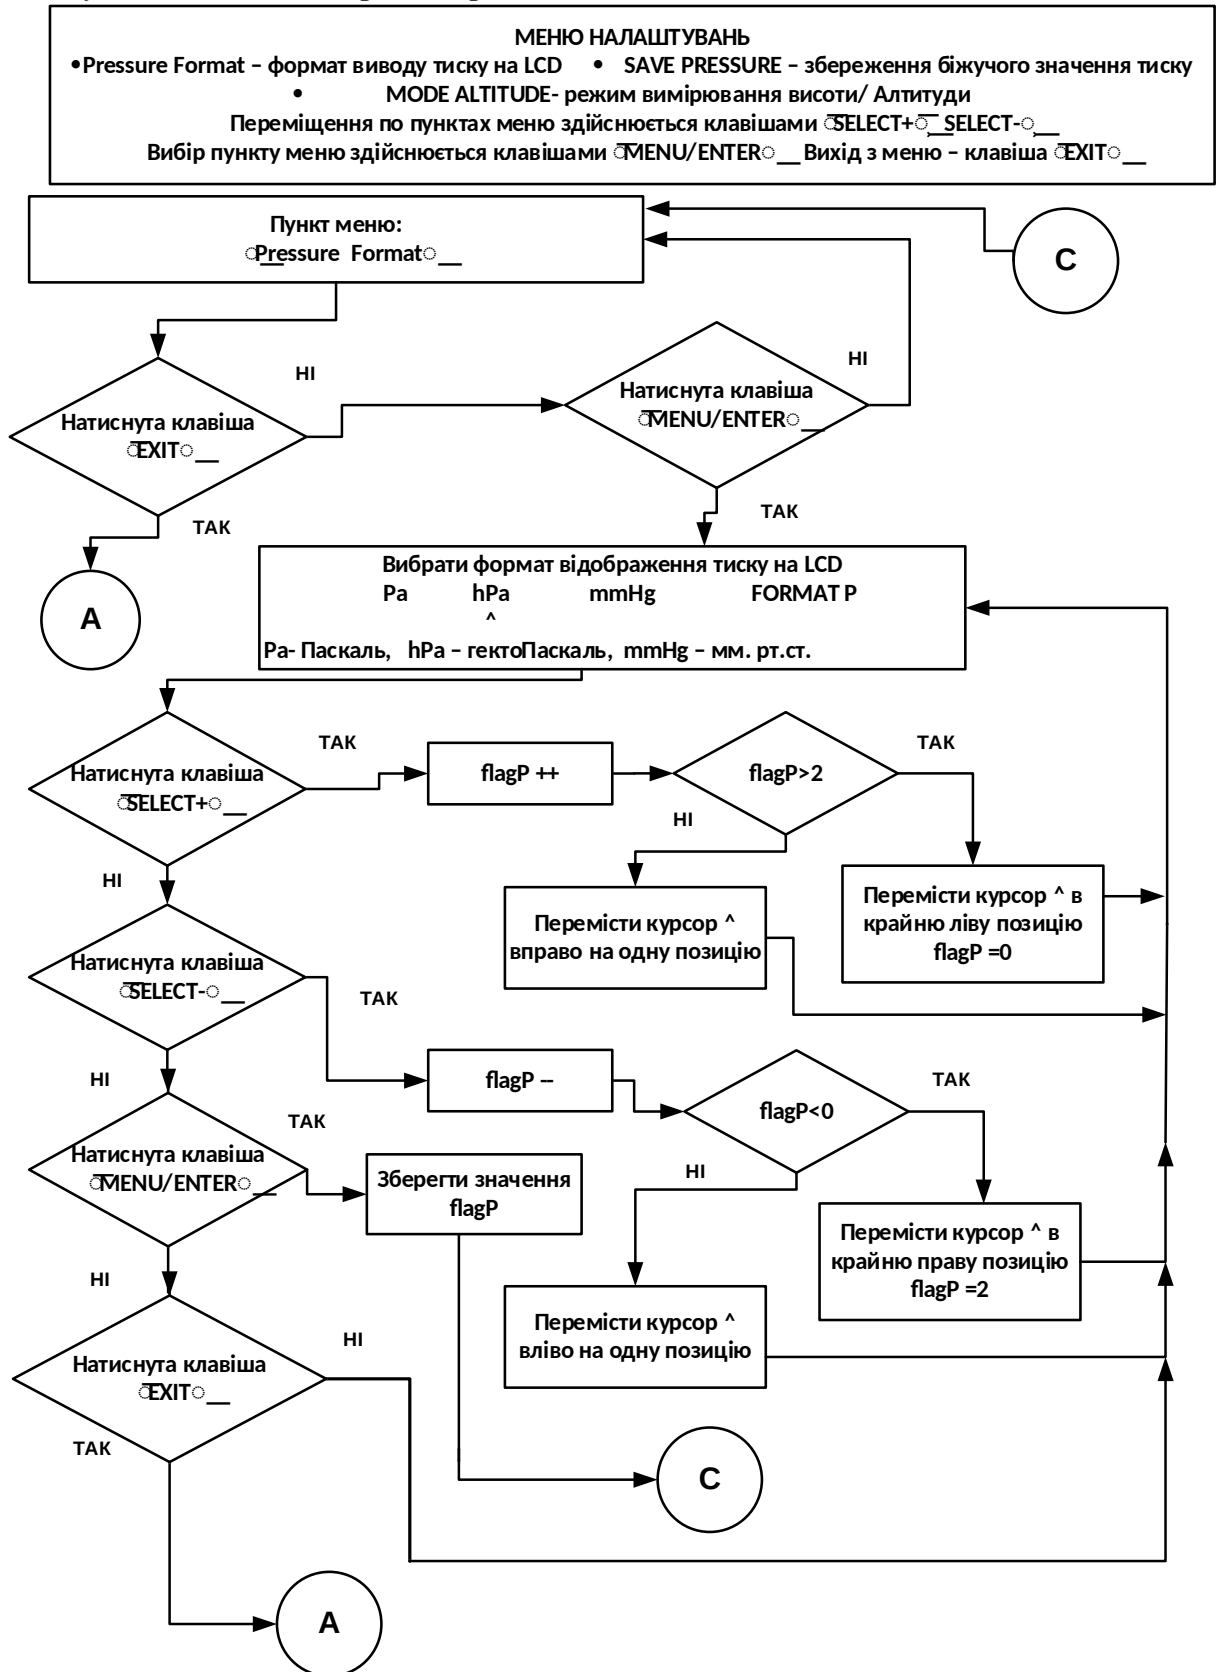 МЕНЮ НАЛАШТУВАНЬ
•Pressure Format – формат виводу тиску на LCD • SAVE PRESSURE – збереження біжучого значення тиску
• MODE ALTITUDE- режим вимірювання висоти/ Алтитуди
Переміщення по пунктах меню здійснюється клавішами SELECT+ SELECT-
Вибір пункту меню здійснюється клавішами MENU/ENTER Вихід з меню – клавіша EXIT
Пункт меню:
Pressure Format
C
НІ
НІ
Натиснута клавіша
MENU/ENTER
Натиснута клавіша
EXIT
ТАК
ТАК
A
Вибрати формат відображення тиску на LCD
Pa hPa mmHg FORMAT P
^
Pa- Паскаль, hPa – гектоПаскаль, mmHg – мм. рт.ст.
ТАК
ТАК
Натиснута клавіша
SELECT+
flagP ++
flagP>2
НІ
НІ
Перемісти курсор ^
вправо на одну позицію
Перемісти курсор ^ в
крайню ліву позицію
flagP =0
Натиснута клавіша
SELECT-
ТАК
НІ
flagP --
ТАК
flagP<0
ТАК
Натиснута клавіша
MENU/ENTER
Зберегти значення
flagP
НІ
Перемісти курсор ^ в
крайню праву позицію
flagP =2
НІ
Перемісти курсор ^
вліво на одну позицію
НІ
Натиснута клавіша
EXIT
ТАК
C
A